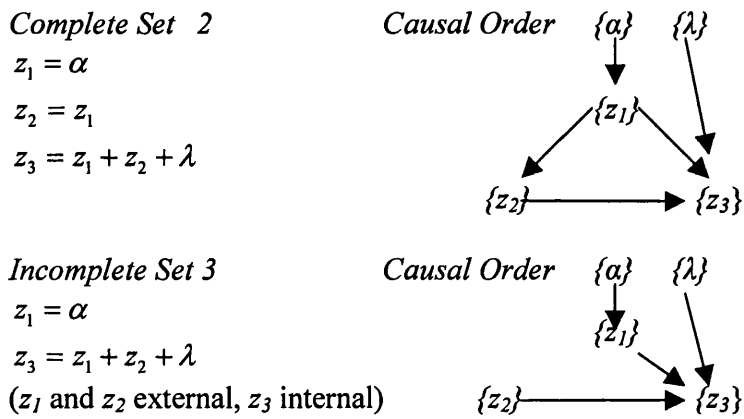 Complete Set 2 Causal Order {α} {λ}
z₁ = α
z₂ = z₁ {z₁}
z₃ = z₁ + z₂ + λ
{z₂} {z₃}
Incomplete Set 3 Causal Order {α} {λ}
z₁ = α {z₁}
z₃ = z₁ + z₂ + λ
(z₁ and z₂ external, z₃ internal) {z₂} {z₃}